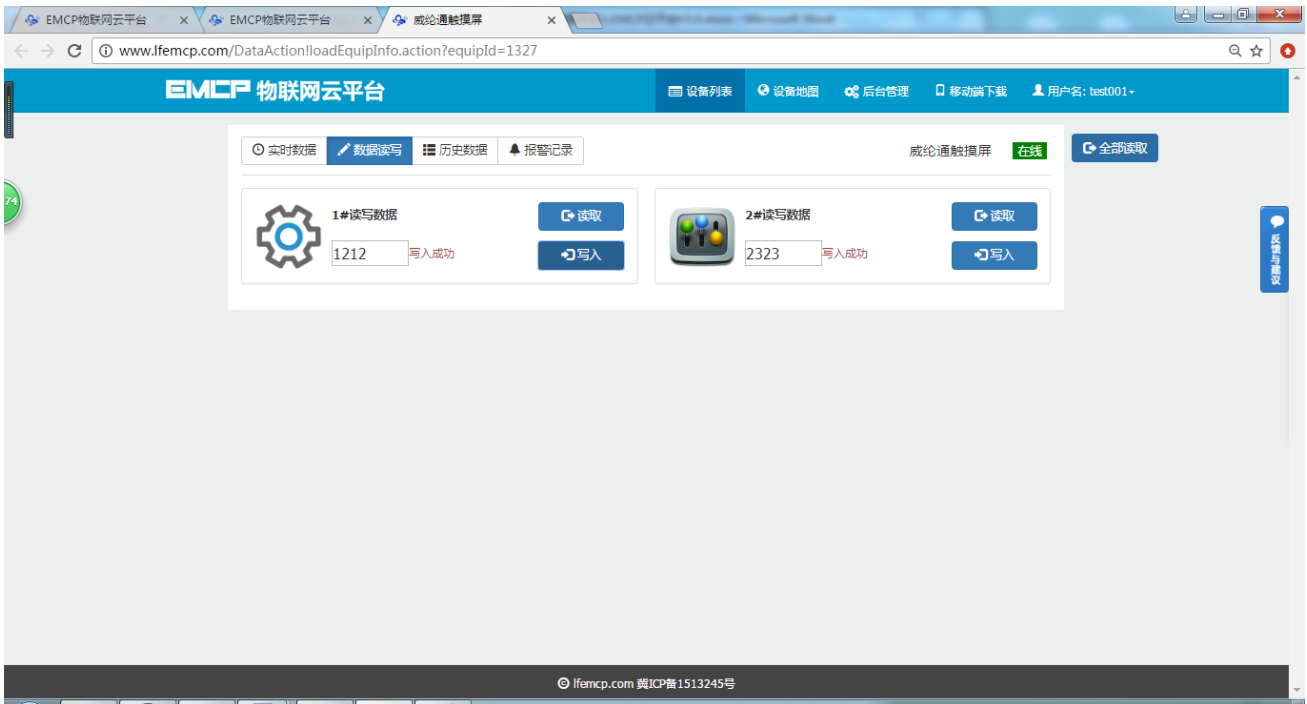 EMCP物联网云平台 EMCP物联网云平台 威纶通触摸屏
www.lfemcp.com/DataAction!loadEquipInfo.action?equipId=1327
EMCP 物联网云平台 设备列表 设备地图 后台管理 移动端下载 用户名: test001
实时数据 数据读写 历史数据 报警记录 威纶通触摸屏 在线 全部读取
74
1#读写数据 读取 2#读写数据 读取
1212 写入成功 写入 2323 写入成功 写入
反馈与建议
© lfemcp.com 冀ICP备1513245号